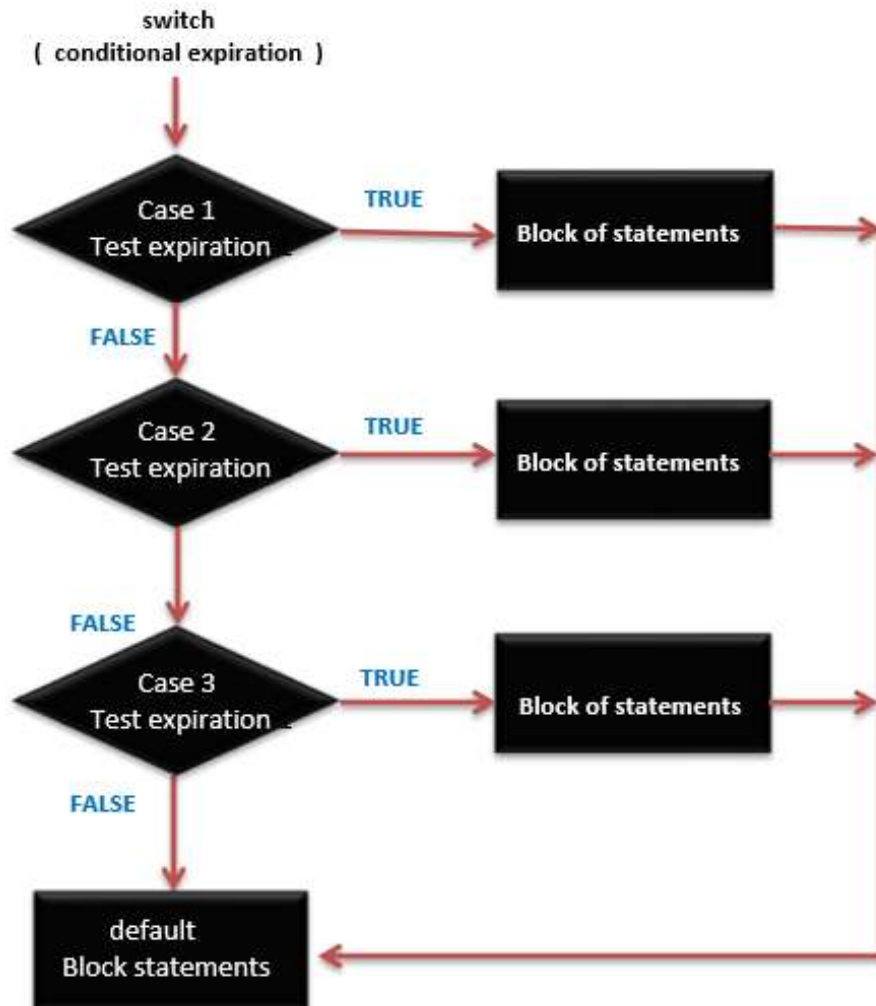 switch
( conditional expiration )
Case 1
Test expiration
TRUE
Block of statements
FALSE
Case 2
Test expiration
TRUE
Block of statements
FALSE
Case 3
Test expiration
TRUE
Block of statements
FALSE
default
Block statements